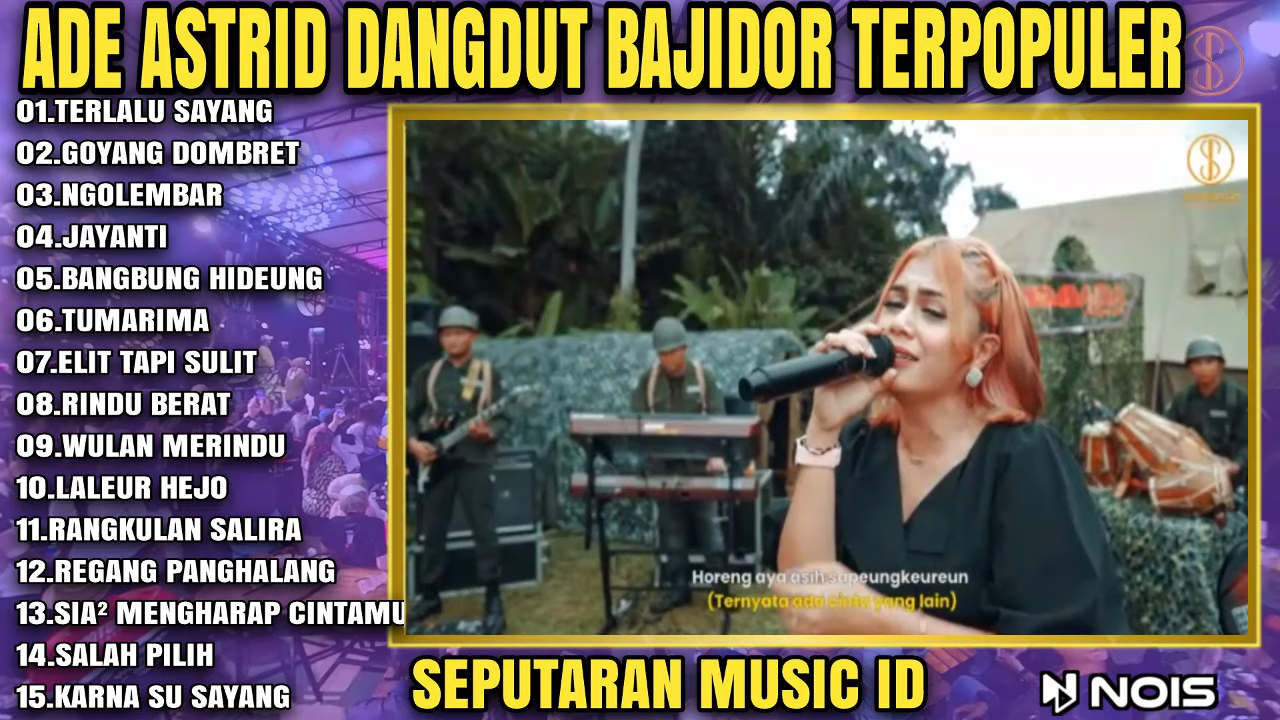 ADE ASTRID DANGDUT BAJIDOR TERPOPULER
01.TERLALU SAYANG
02.GOYANG DOMBRET
03.NGOLEMBAR
04.JAYANTI
05.BANGBUNG HIDEUNG
06.TUMARIMA
07.ELIT TAPI SULIT
08.RINDU BERAT
09.WULAN MERINDU
10.LALEUR HEJO
11.RANGKULAN SALIRA
12.REGANG PANGHALANG
13.SIA² MENGHARAP CINTAMU
14.SALAH PILIH
15.KARNA SU SAYANG
Horeng aya asih sapeungkeureun
(Ternyata ada cinta yang lain)
SEPUTARAN MUSIC ID
NOIS